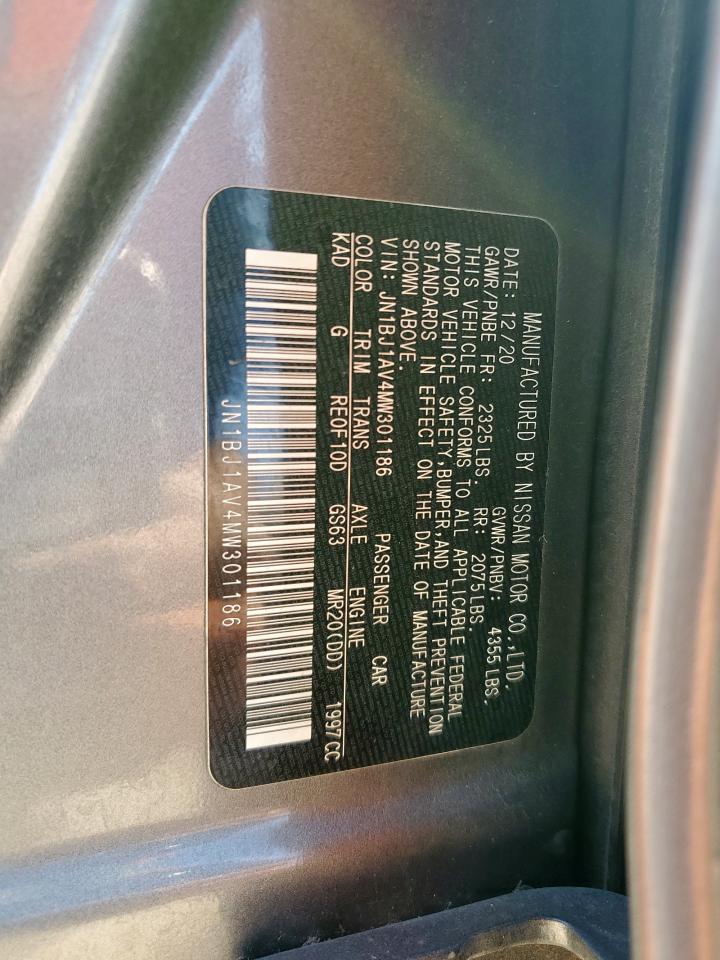 MANUFACTURED BY NISSAN MOTOR CO.,LTD.
DATE: 12/20 GVWR/PNBV: 4355LBS.
GAWR/PNBE FR: 2325LBS. RR: 2075LBS.
THIS VEHICLE CONFORMS TO ALL APPLICABLE FEDERAL
MOTOR VEHICLE SAFETY,BUMPER,AND THEFT PREVENTION
STANDARDS IN EFFECT ON THE DATE OF MANUFACTURE
SHOWN ABOVE.
VIN: JN1BJ1AV4MW301186 PASSENGER CAR
COLOR TRIM TRANS AXLE ENGINE
KAD G REOF10D GS63 MR20(DD) 1997CC
JN1BJ1AV4MW301186